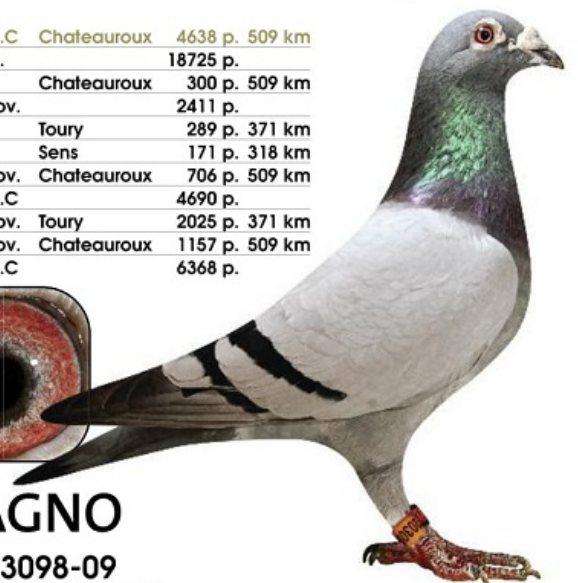 .C Chateauroux 4638 p. 509 km
. 18725 p.
Chateauroux 300 p. 509 km
ov. 2411 p.
Toury 289 p. 371 km
Sens 171 p. 318 km
ov. Chateauroux 706 p. 509 km
.C 4690 p.
ov. Toury 2025 p. 371 km
ov. Chateauroux 1157 p. 509 km
.C 6368 p.
AGNO
3098-09